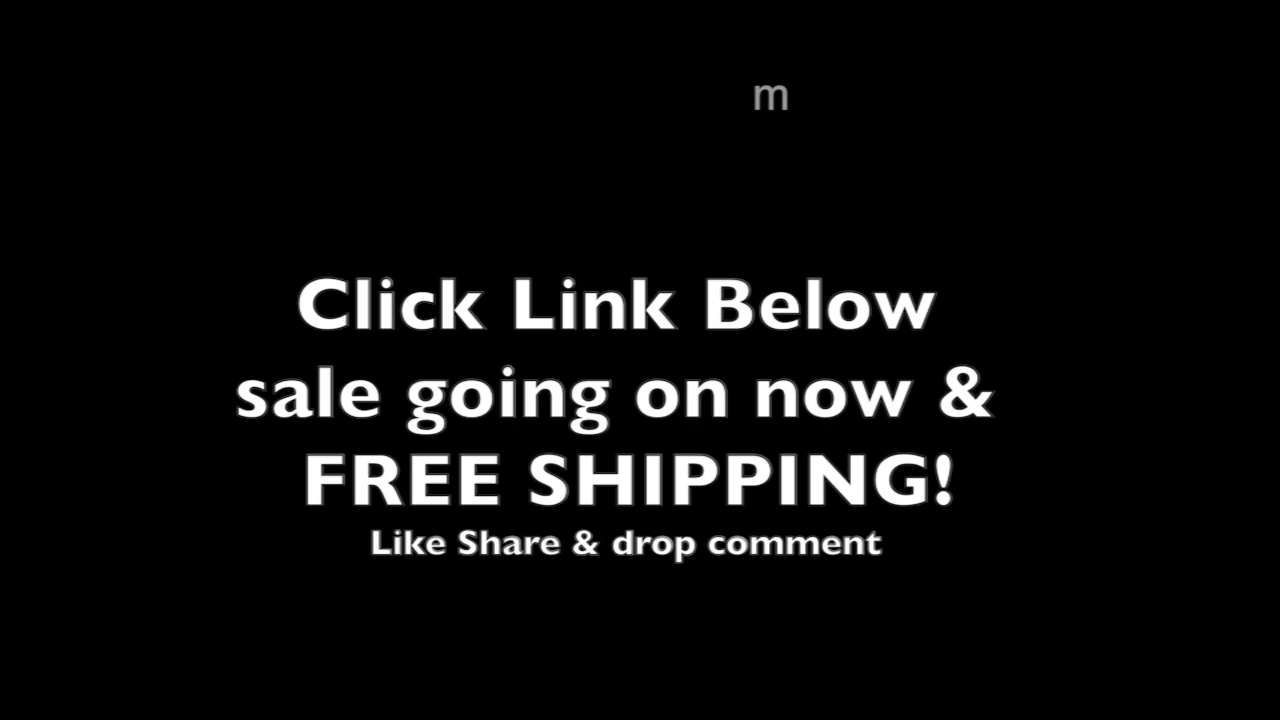 m
Click Link Below
sale going on now &
FREE SHIPPING!
Like Share & drop comment